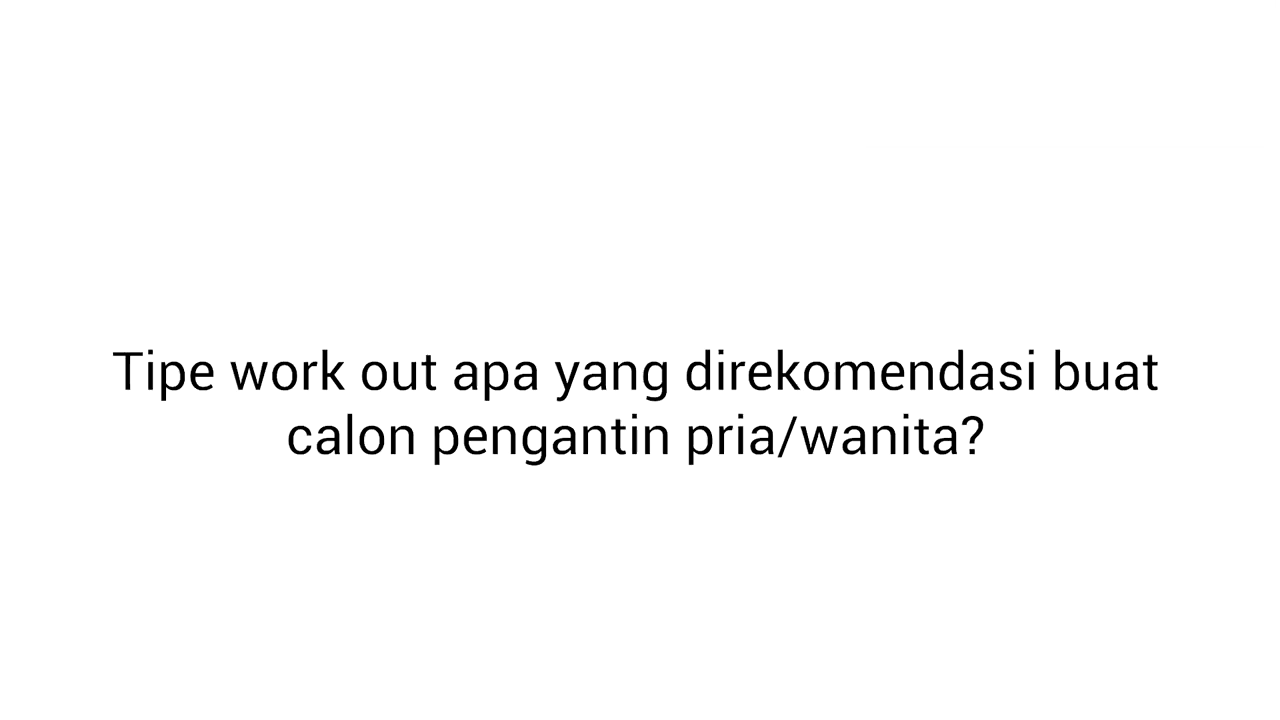 Tipe work out apa yang direkomendasi buat
calon pengantin pria/wanita?